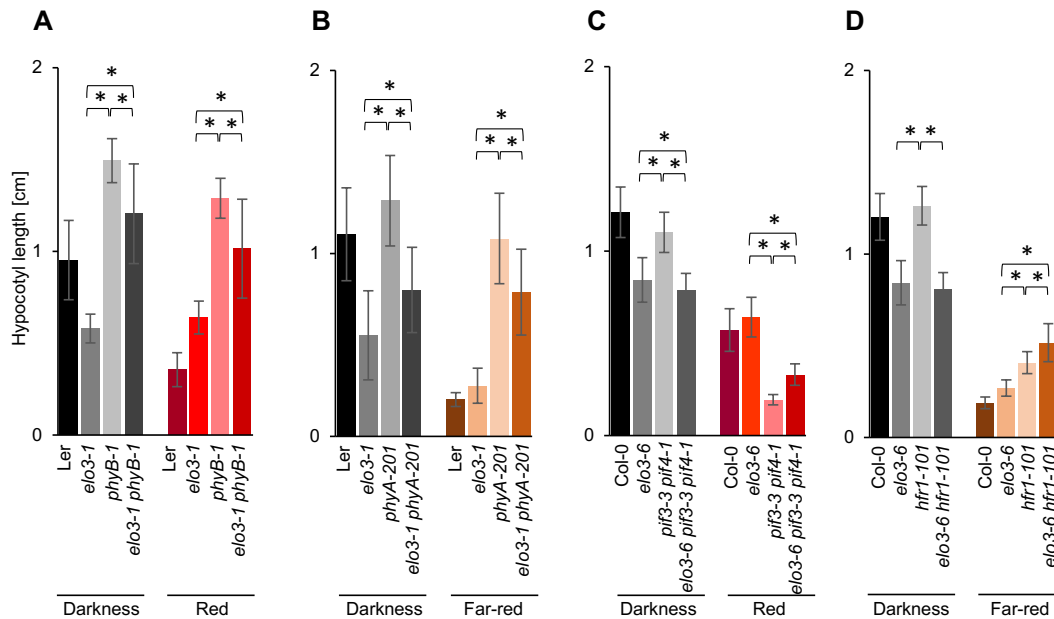 A
B
C
D
Hypocotyl length [cm]
2
1
0
* * *
* * *
Ler
elo3-1
phyB-1
elo3-1 phyB-1
Ler
elo3-1
phyB-1
elo3-1 phyB-1
Darkness
Red
2
1
0
* * *
* * *
Ler
elo3-1
phyA-201
elo3-1 phyA-201
Ler
elo3-1
phyA-201
elo3-1 phyA-201
Darkness
Far-red
2
1
0
* * *
* * *
Col-0
elo3-6
pif3-3 pif4-1
elo3-6 pif3-3 pif4-1
Col-0
elo3-6
pif3-3 pif4-1
elo3-6 pif3-3 pif4-1
Darkness
Red
2
1
0
* *
* * *
Col-0
elo3-6
hfr1-101
elo3-6 hfr1-101
Col-0
elo3-6
hfr1-101
elo3-6 hfr1-101
Darkness
Far-red